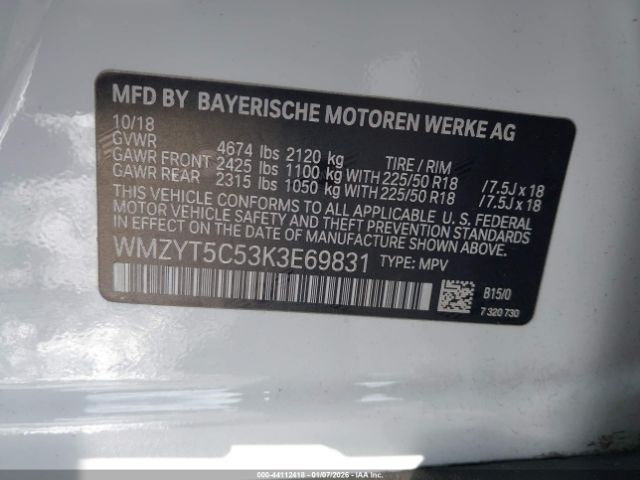 MFD BY BAYERISCHE MOTOREN WERKE AG
10/18
GVWR 4674 lbs 2120 kg TIRE / RIM
GAWR FRONT 2425 lbs 1100 kg WITH 225/50 R18 / 7.5J x 18
GAWR REAR 2315 lbs 1050 kg WITH 225/50 R18 / 7.5J x 18
THIS VEHICLE CONFORMS TO ALL APPLICABLE U. S. FEDERAL
MOTOR VEHICLE SAFETY, BUMPER AND THEFT PREVENTION
STANDARDS IN EFFECT ON THE DATE OF MANUFACTURE SHOWN ABOVE.
WMZYT5C53K3E69831 TYPE: MPV
B15/0
7 320 730
000-44112418 | 01/07/2026 - IAA Inc.